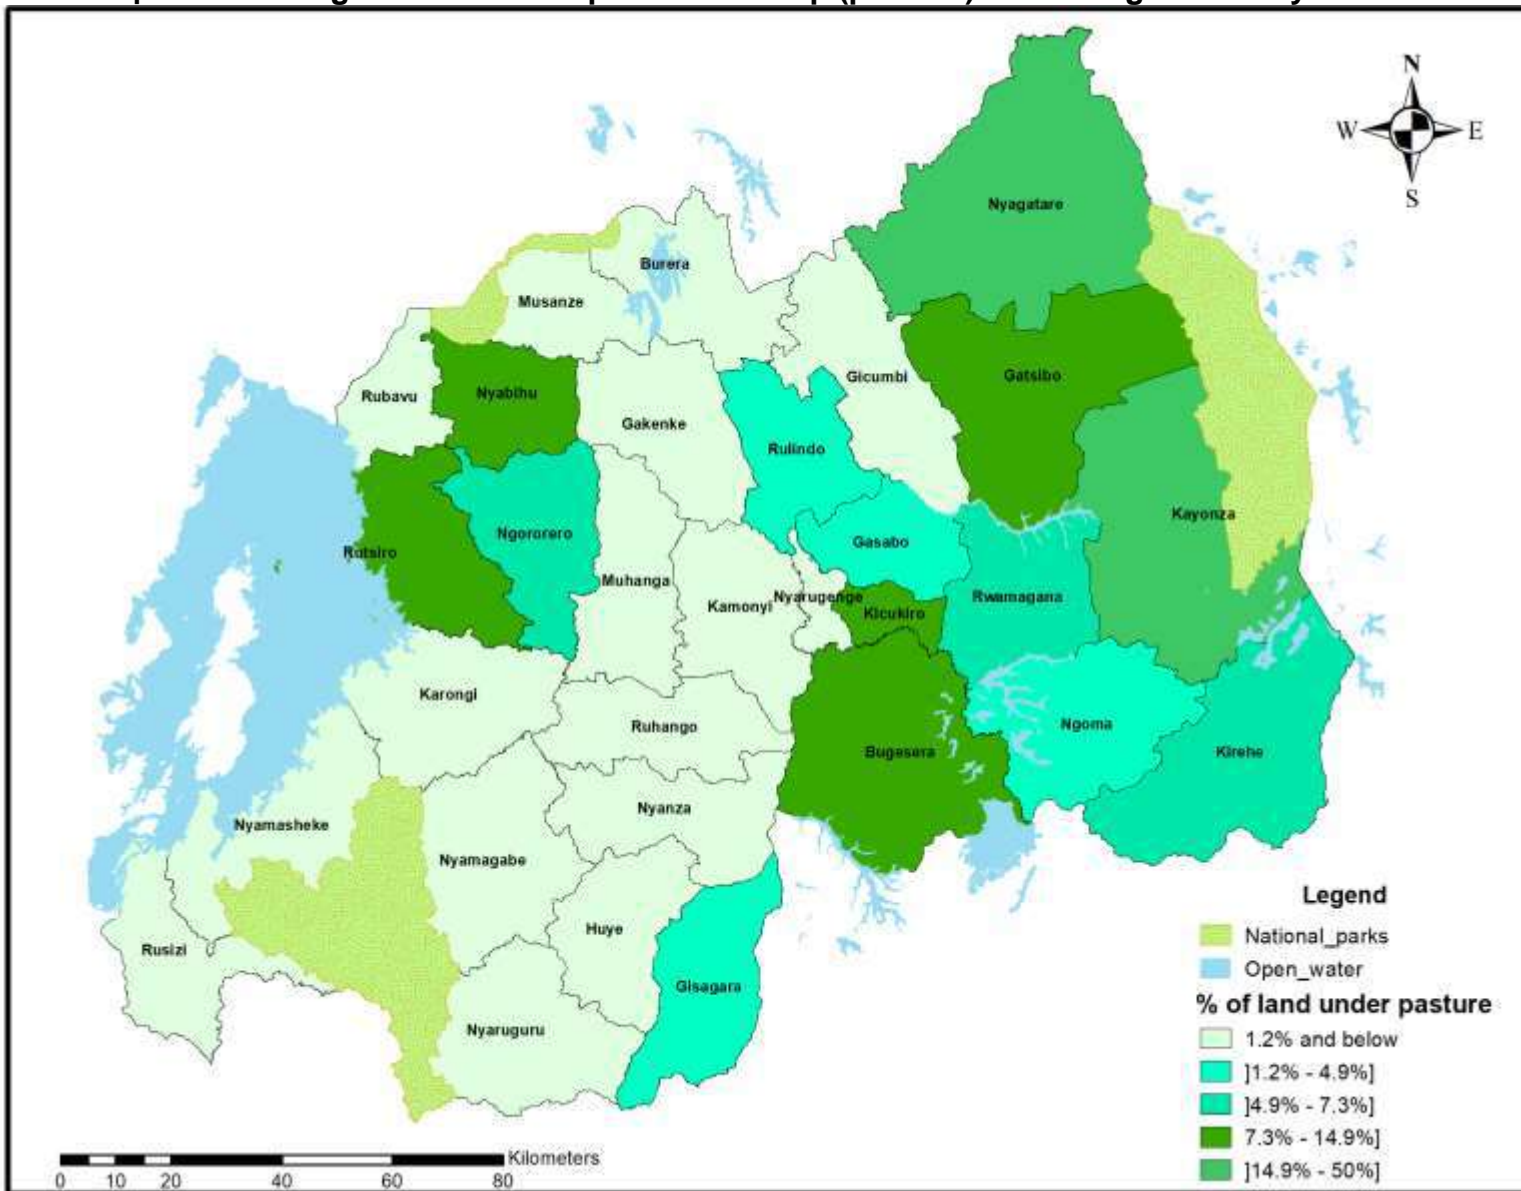 N
W
E
S
Nyagatare
Burera
Musanze
Gicumbi
Gatsibo
Rubavu
Nyabihu
Gakenke
Rulindo
Kayonza
Ngororero
Gasabo
Rutsiro
Muhanga
Kamonyi
Nyarugenge
Kicukiro
Rwamagana
Karongi
Ruhango
Bugesera
Ngoma
Kirehe
Nyamasheke
Nyanza
Nyamagabe
Huye
Rusizi
Gisagara
Nyaruguru
Legend
National_parks
Open_water
% of land under pasture
1.2% and below
]1.2% - 4.9%]
]4.9% - 7.3%]
7.3% - 14.9%]
]14.9% - 50%]
Kilometers
0 10 20 40 60 80